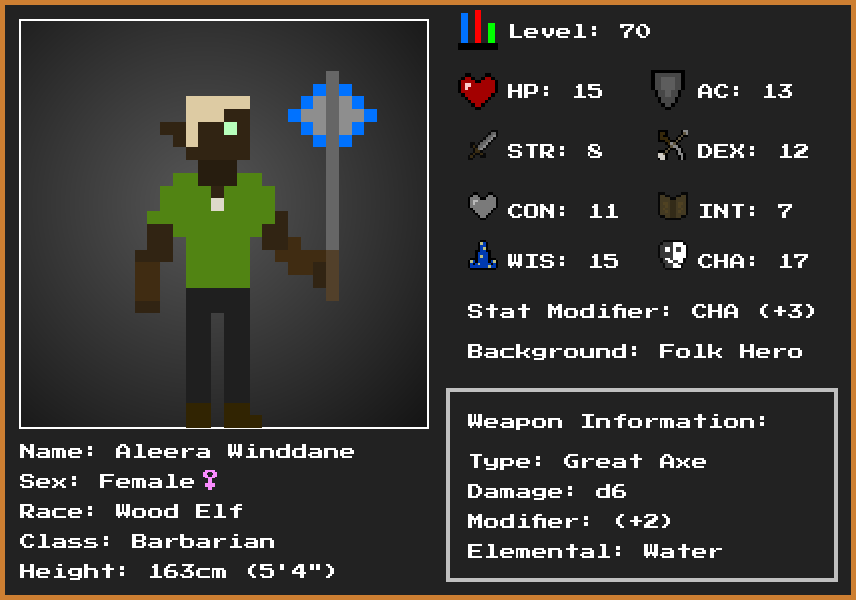 Level: 70
HP: 15
AC: 13
STR: 8
DEX: 12
CON: 11
INT: 7
WIS: 15
CHA: 17
Stat Modifier: CHA (+3)
Background: Folk Hero
Name: Aleera Winddane
Sex: Female♀
Race: Wood Elf
Class: Barbarian
Height: 163cm (5'4")
Weapon Information:
Type: Great Axe
Damage: d6
Modifier: (+2)
Elemental: Water